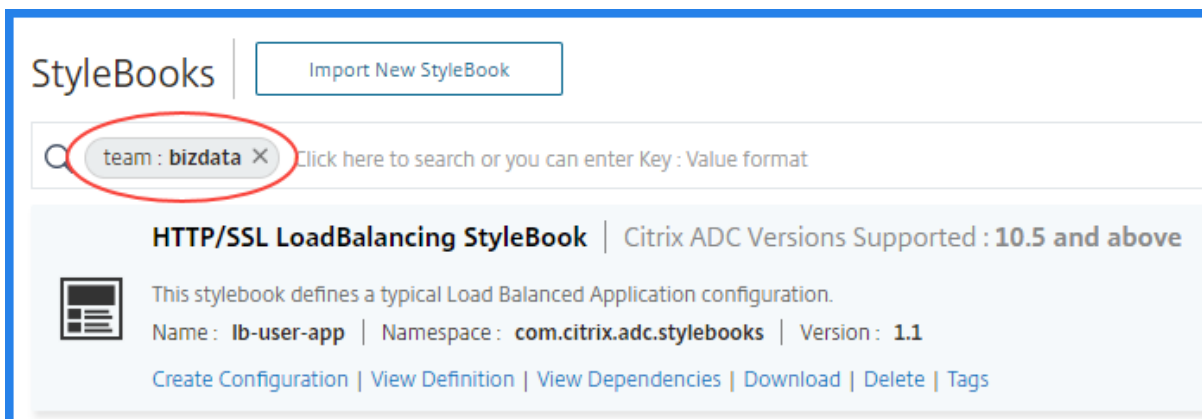 StyleBooks Import New StyleBook
team : bizdata × Click here to search or you can enter Key : Value format
HTTP/SSL LoadBalancing StyleBook | Citrix ADC Versions Supported : 10.5 and above
This stylebook defines a typical Load Balanced Application configuration.
Name : lb-user-app | Namespace : com.citrix.adc.stylebooks | Version : 1.1
Create Configuration | View Definition | View Dependencies | Download | Delete | Tags